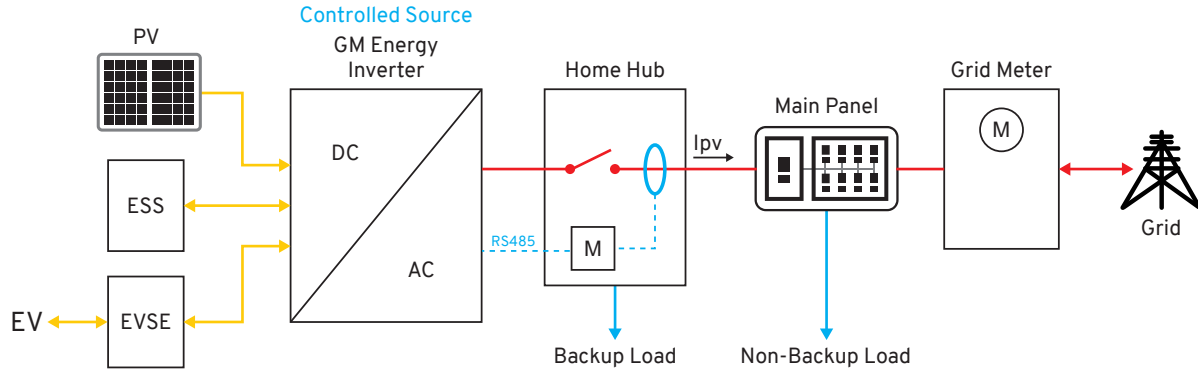 Controlled Source
PV
GM Energy
Inverter
Home Hub
Grid Meter
Main Panel
M
DC
Ipv
ESS
Grid
RS485
M
AC
EV
EVSE
Backup Load
Non-Backup Load